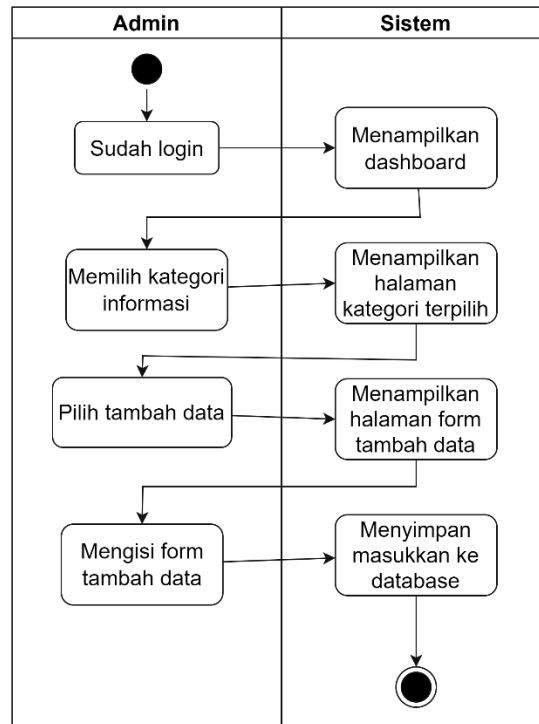 Admin
Sistem
Sudah login
Menampilkan
dashboard
Memilih kategori
informasi
Menampilkan
halaman
kategori terpilih
Pilih tambah data
Menampilkan
halaman form
tambah data
Mengisi form
tambah data
Menyimpan
masukkan ke
database